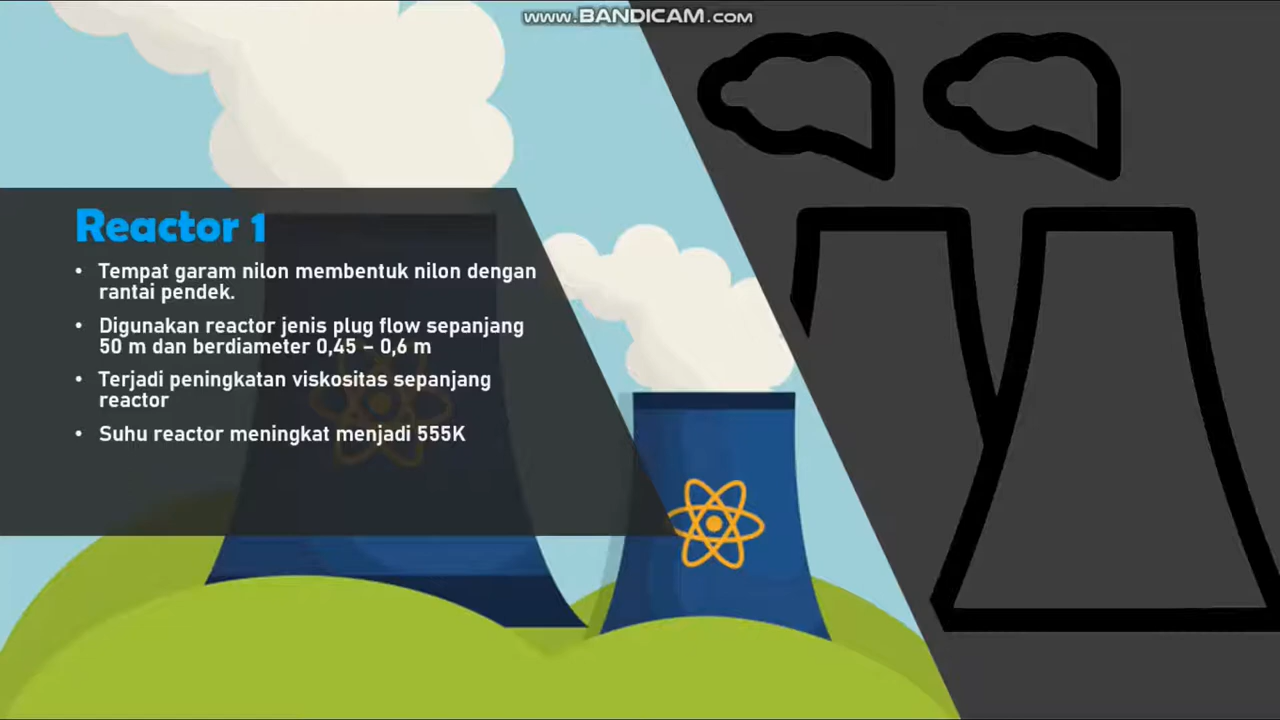 www.BANDICAM.com
Reactor 1
• Tempat garam nilon membentuk nilon dengan
rantai pendek.
• Digunakan reactor jenis plug flow sepanjang
50 m dan berdiameter 0,45 – 0,6 m
• Terjadi peningkatan viskositas sepanjang
reactor
• Suhu reactor meningkat menjadi 555K